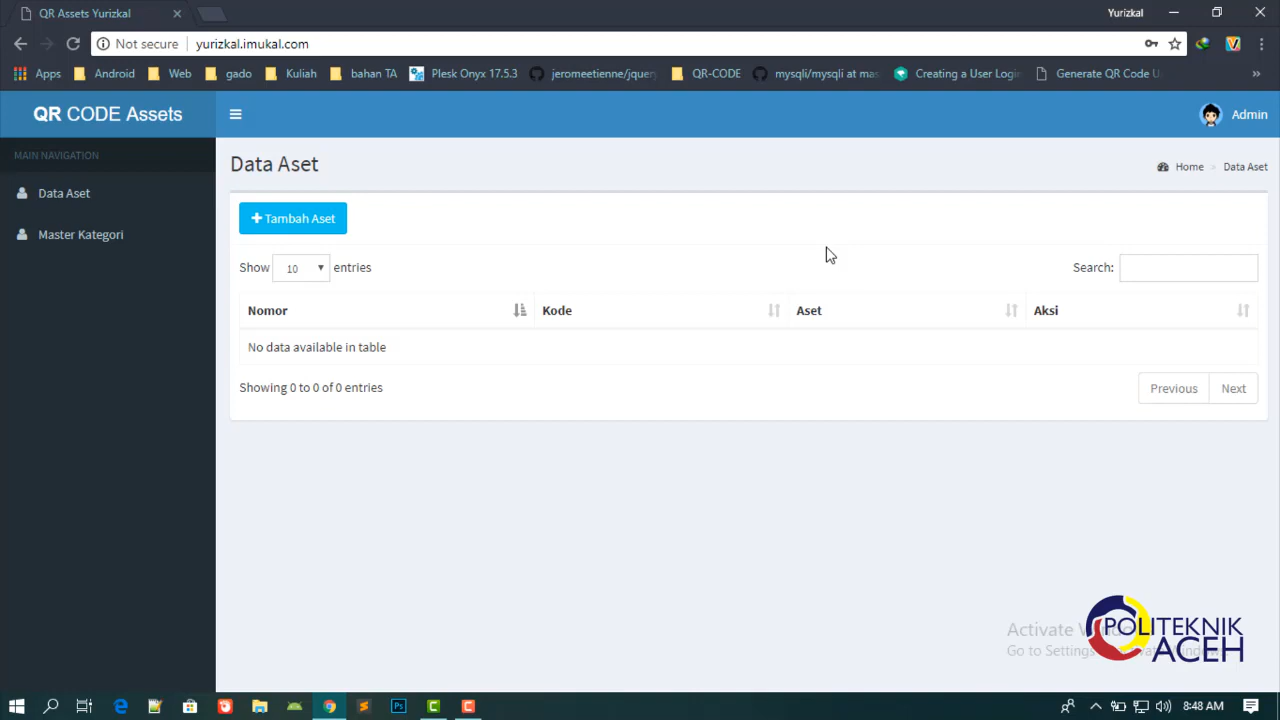 QR Assets Yurizkal
Yurizkal
Not secure yurizkal.imukal.com
Apps Android Web gado Kuliah bahan TA Plesk Onyx 17.5.3 jeromeetienne/jquery QR-CODE mysqli/mysqli at mas Creating a User Login Generate QR Code U »
QR CODE Assets
Admin
MAIN NAVIGATION
Data Aset
Master Kategori
Data Aset
Home > Data Aset
+ Tambah Aset
Show 10 entries
Search:
Nomor Kode Aset Aksi
No data available in table
Showing 0 to 0 of 0 entries
Previous Next
Activate
Go to Settings
POLITEKNIK
ACEH
8:48 AM